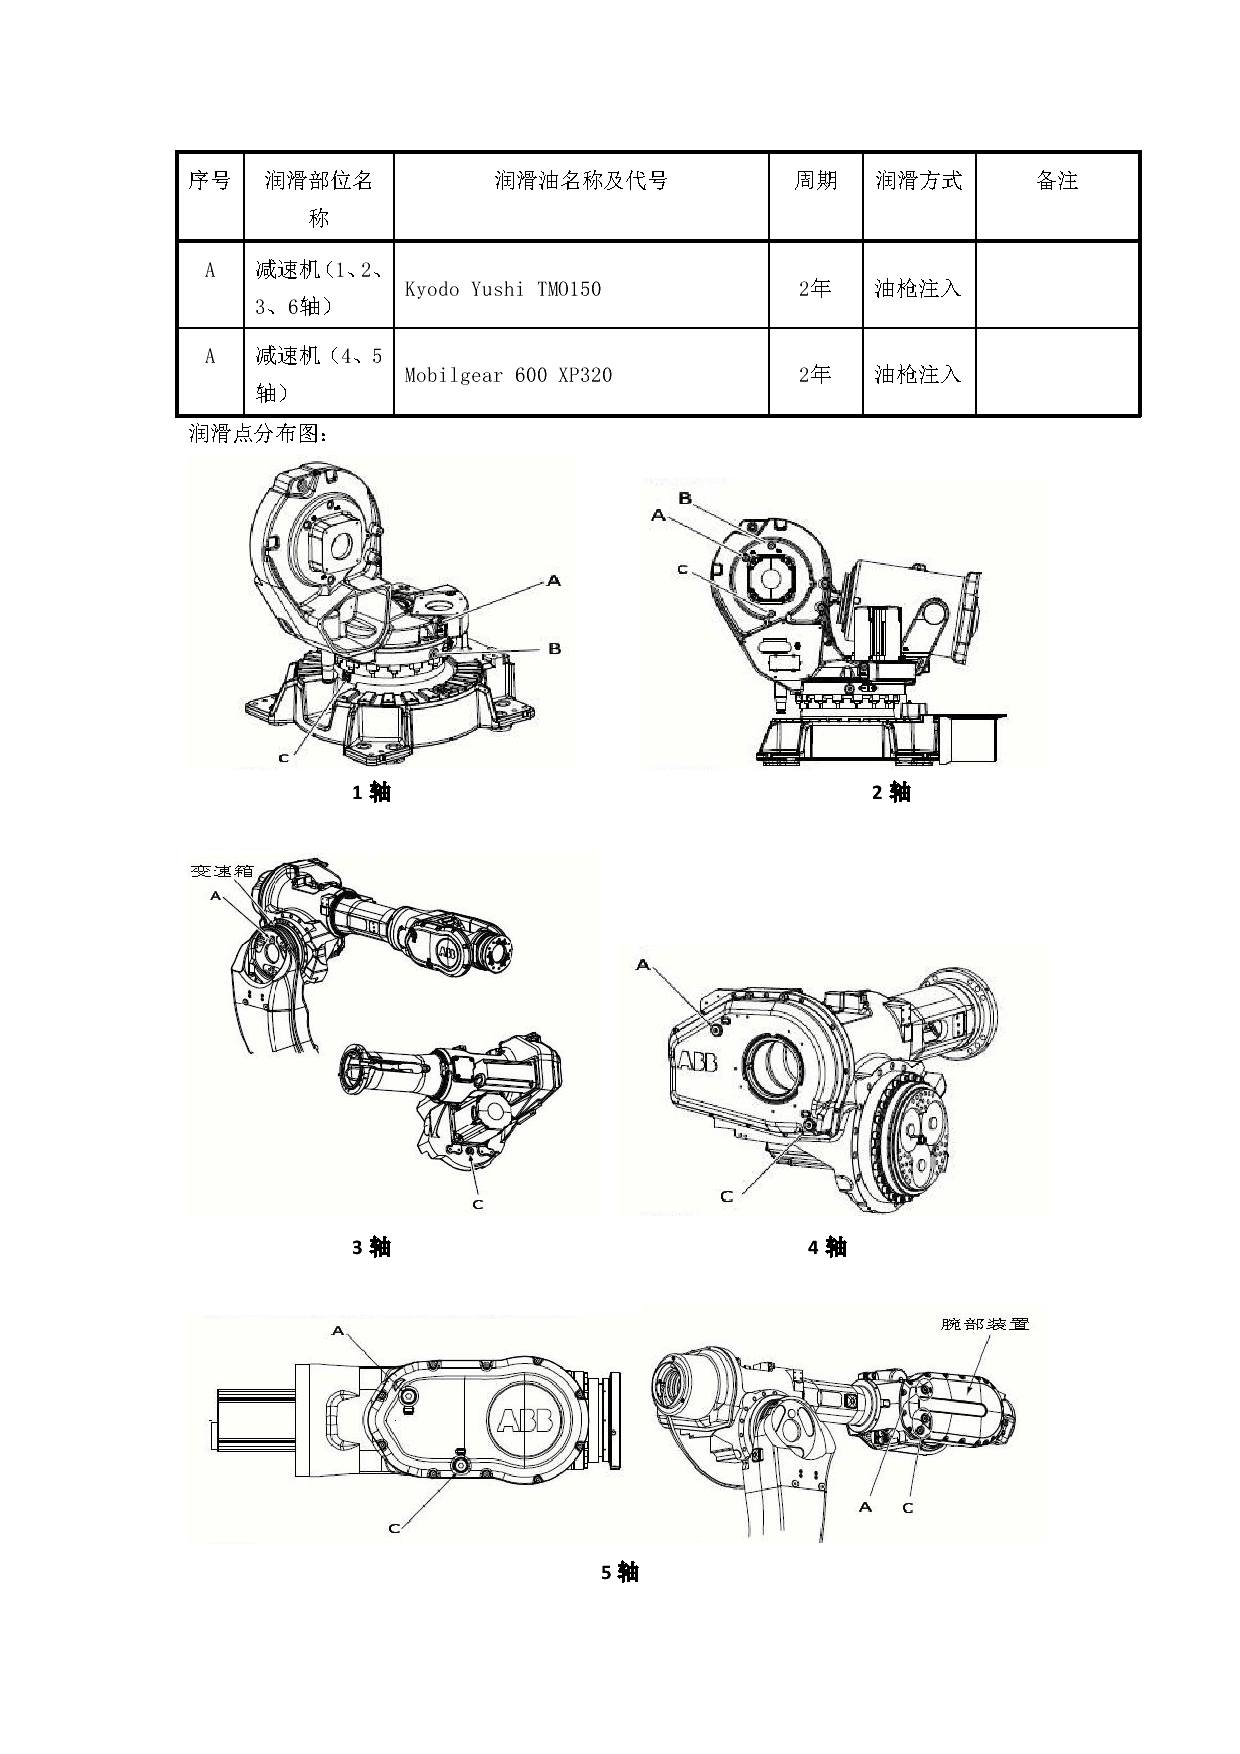 序号 润滑部位名称 润滑油名称及代号 周期 润滑方式 备注
A 减速机（1、2、3、6轴） Kyodo Yushi TMO150 2年 油枪注入
A 减速机（4、5轴） Mobilgear 600 XP320 2年 油枪注入
润滑点分布图：
A
B
C
1 轴
B
A
C
2 轴
变速箱
A
ABB
C
3 轴
A
ABB
C
4 轴
A
ABB
C
腕部装置
A C
5 轴